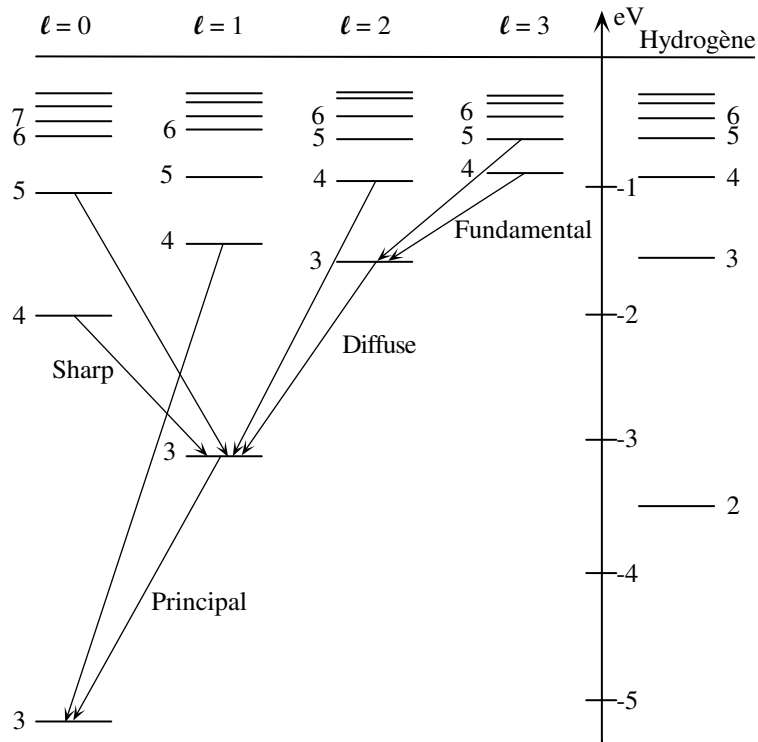 ℓ = 0 ℓ = 1 ℓ = 2 ℓ = 3 eV
Hydrogène
7 6 6 6 6
6 5 5 5
5 5 4 4 -1 4
4 Fundamental
3 3
4 -2
Sharp Diffuse
3 -3
2
-4
Principal
3 -5